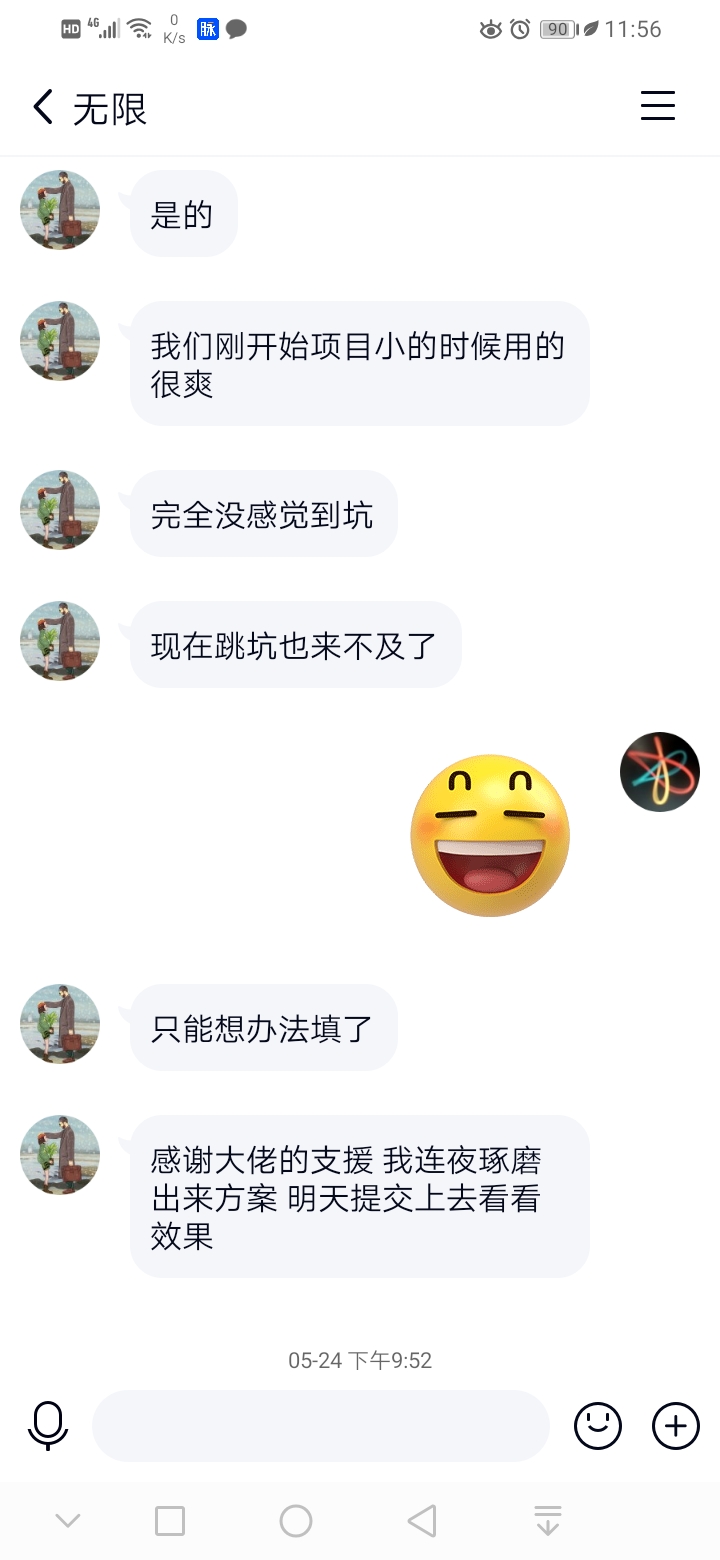 HD 4G 0 K/s 脉 90 11:56
无限
是的
我们刚开始项目小的时候用的
很爽
完全没感觉到坑
现在跳坑也来不及了
只能想办法填了
感谢大佬的支援 我连夜琢磨
出来方案 明天提交上去看看
效果
05-24 下午9:52